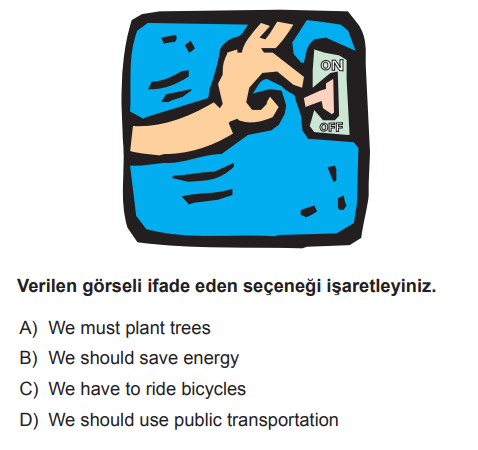 ON
OFF
Verilen görseli ifade eden seçeneği işaretleyiniz.
A) We must plant trees
B) We should save energy
C) We have to ride bicycles
D) We should use public transportation